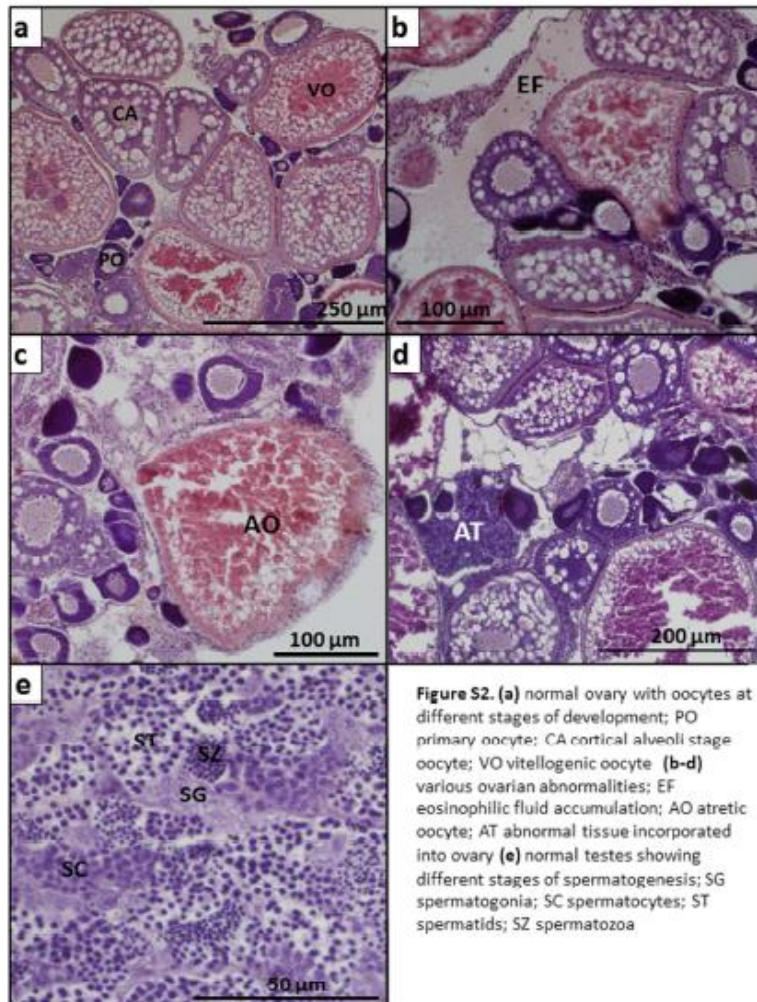 a
VO
CA
PO
250 µm
b
EF
100 µm
c
AO
100 µm
d
AT
200 µm
e
ST
SZ
SG
SC
50 µm
Figure S2. (a) normal ovary with oocytes at
different stages of development; PO
primary oocyte; CA cortical alveoli stage
oocyte; VO vitellogenic oocyte (b-d)
various ovarian abnormalities; EF
eosinophilic fluid accumulation; AO atretic
oocyte; AT abnormal tissue incorporated
into ovary (e) normal testes showing
different stages of spermatogenesis; SG
spermatogonia; SC spermatocytes; ST
spermatids; SZ spermatozoa